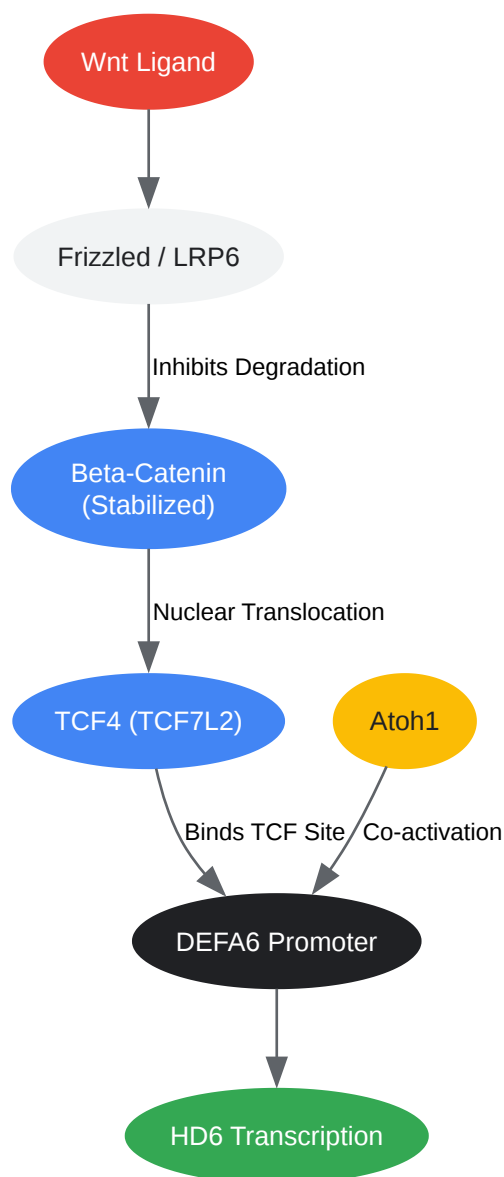 Wnt Ligand
Frizzled / LRP6
Inhibits Degradation
Beta-Catenin
(Stabilized)
Nuclear Translocation
TCF4 (TCF7L2)
Atoh1
Binds TCF Site
Co-activation
DEFA6 Promoter
HD6 Transcription